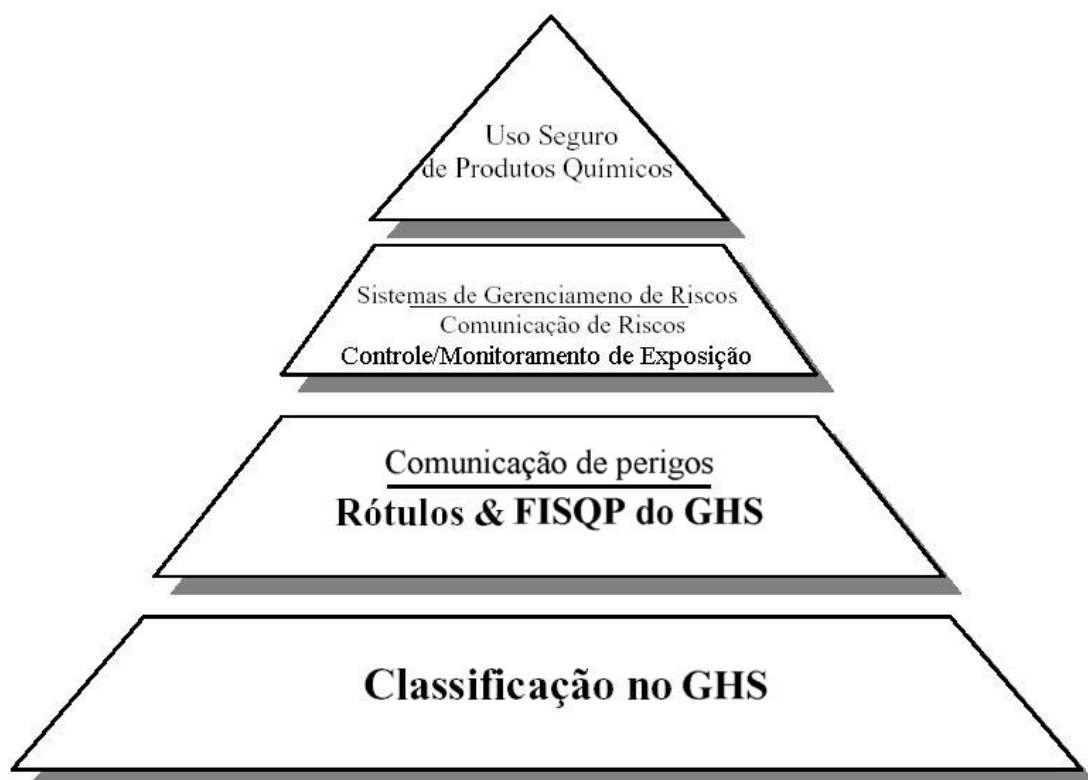 Uso Seguro
de Produtos Químicos
Sistemas de Gerenciameno de Riscos
Comunicação de Riscos
Controle/Monitoramento de Exposição
Comunicação de perigos
Rótulos & FISQP do GHS
Classificação no GHS